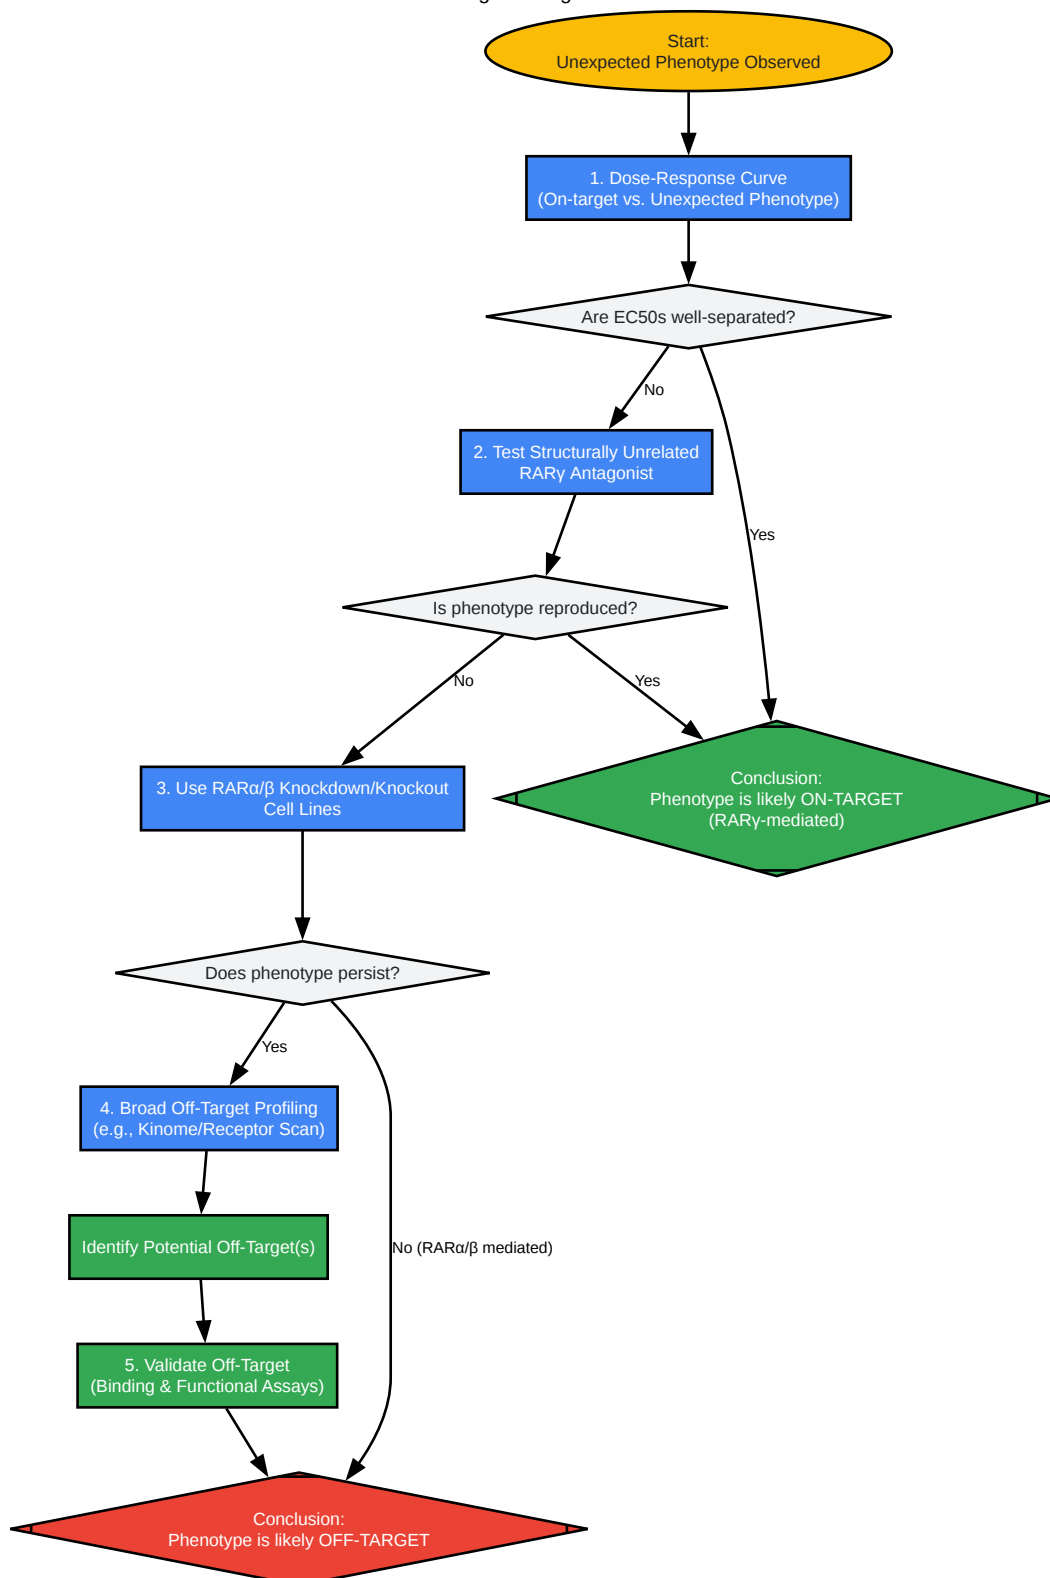 Start:
Unexpected Phenotype Observed
1. Dose-Response Curve
(On-target vs. Unexpected Phenotype)
Are EC50s well-separated?
No
2. Test Structurally Unrelated
RARγ Antagonist
Yes
Is phenotype reproduced?
No
Yes
3. Use RARα/β Knockdown/Knockout
Cell Lines
Conclusion:
Phenotype is likely ON-TARGET
(RARγ-mediated)
Does phenotype persist?
Yes
4. Broad Off-Target Profiling
(e.g., Kinome/Receptor Scan)
Identify Potential Off-Target(s)
No (RARα/β mediated)
5. Validate Off-Target
(Binding & Functional Assays)
Conclusion:
Phenotype is likely OFF-TARGET